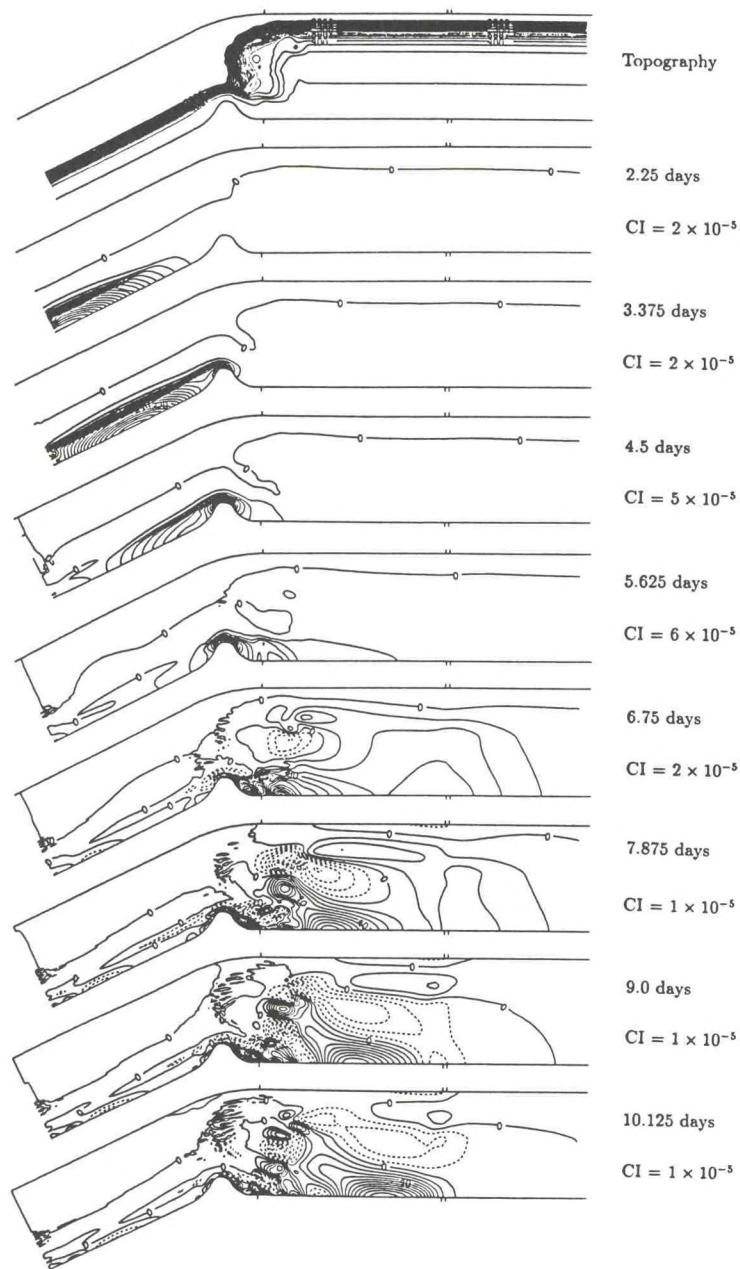 Topography
2.25 days
CI = 2 × 10⁻⁵
3.375 days
CI = 2 × 10⁻⁵
4.5 days
CI = 5 × 10⁻⁵
5.625 days
CI = 6 × 10⁻⁵
6.75 days
CI = 2 × 10⁻⁵
7.875 days
CI = 1 × 10⁻⁵
9.0 days
CI = 1 × 10⁻⁵
10.125 days
CI = 1 × 10⁻⁵